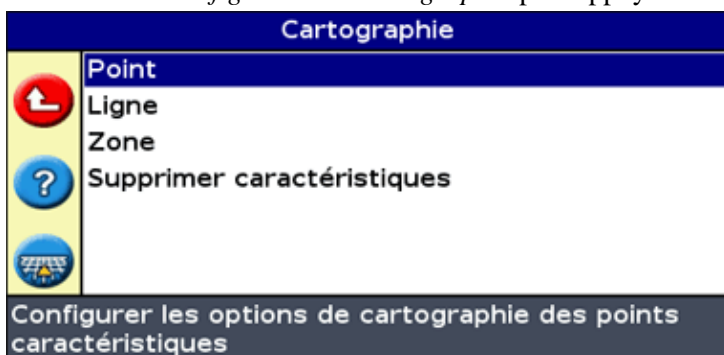 Cartographie
Point
Ligne
Zone
Supprimer caractéristiques
Configurer les options de cartographie des points
caractéristiques